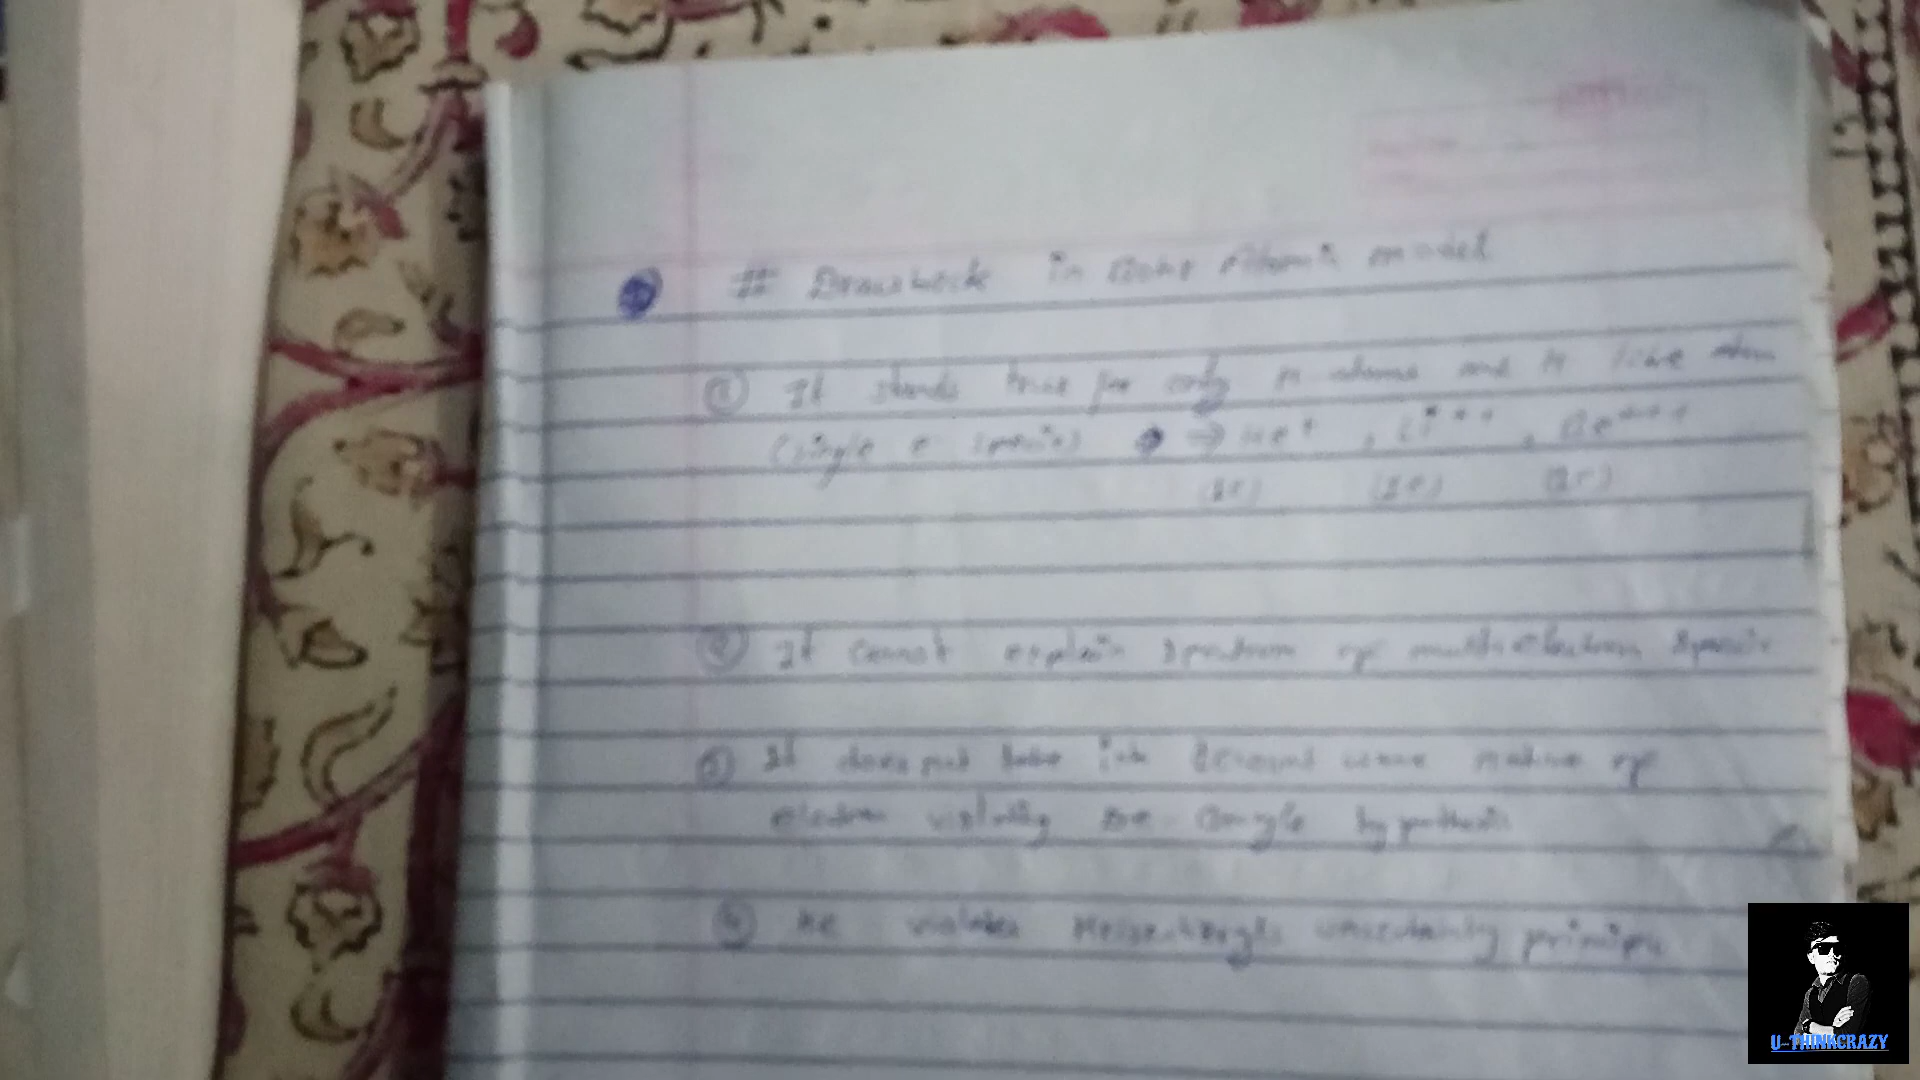 # Drawback in Bohr Atomic model
① It stands true for only H atoms and H like atom
(single e species) → He⁺ , Li⁺⁺ , Be⁺⁺⁺
(1e) (1e) (1e)
② It cannot explain spectrum of multielectron species
③ It does not take into account wave nature of
electron violating De-Broglie hypothesis
④ He violates Heisenberg's uncertainty principle
U-THINKCRAZY